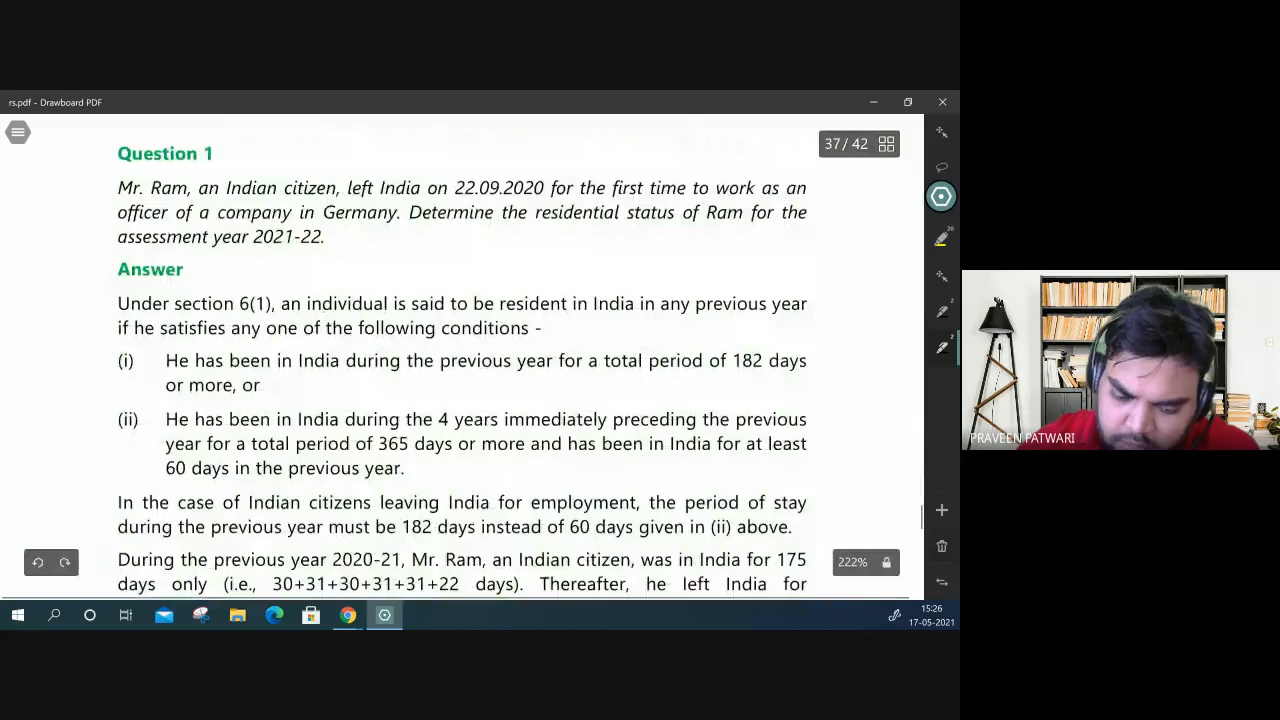 rs.pdf - Drawboard PDF
37/ 42
Question 1
Mr. Ram, an Indian citizen, left India on 22.09.2020 for the first time to work as an
officer of a company in Germany. Determine the residential status of Ram for the
assessment year 2021-22.
Answer
Under section 6(1), an individual is said to be resident in India in any previous year
if he satisfies any one of the following conditions -
(i) He has been in India during the previous year for a total period of 182 days
or more, or
(ii) He has been in India during the 4 years immediately preceding the previous
year for a total period of 365 days or more and has been in India for at least
60 days in the previous year.
In the case of Indian citizens leaving India for employment, the period of stay
during the previous year must be 182 days instead of 60 days given in (ii) above.
During the previous year 2020-21, Mr. Ram, an Indian citizen, was in India for 175
days only (i.e., 30+31+30+31+31+22 days). Thereafter, he left India for
222%
20
2
2
PRAVEEN PATWARI
15:26
17-05-2021